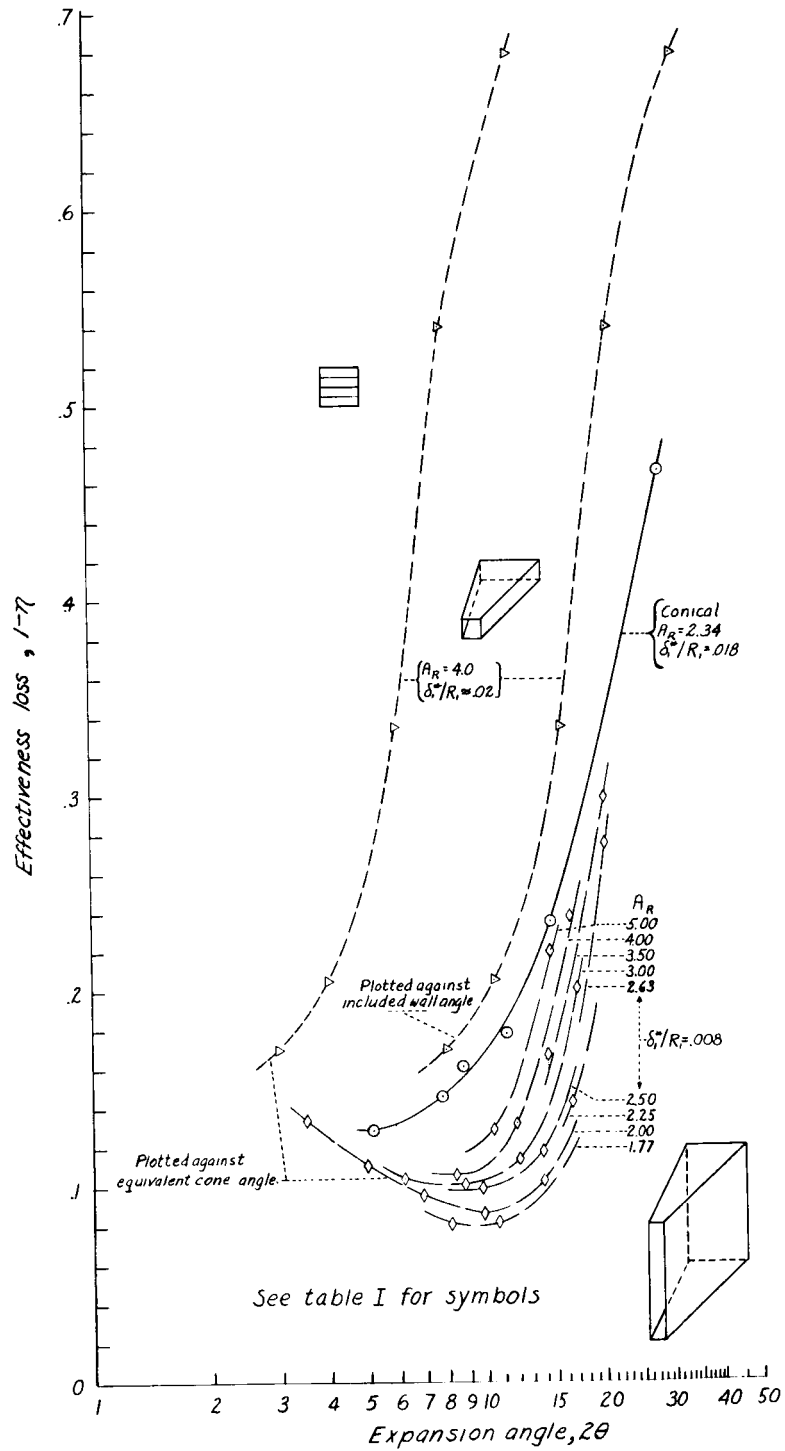 .7
.6
.5
.4
.3
.2
.1
0
Effectiveness loss, 1-η
Conical
A_R = 2.34
δ₁*/R₁ = .018
A_R = 4.0
δ₁*/R₁ ≈ .02
A_R
5.00
4.00
3.50
3.00
2.63
δ₁*/R₁ = .008
2.50
2.25
2.00
1.77
Plotted against
included wall angle
Plotted against
equivalent cone angle
See table I for symbols
1 2 3 4 5 6 7 8 9 10 15 20 30 40 50
Expansion angle, 2θ